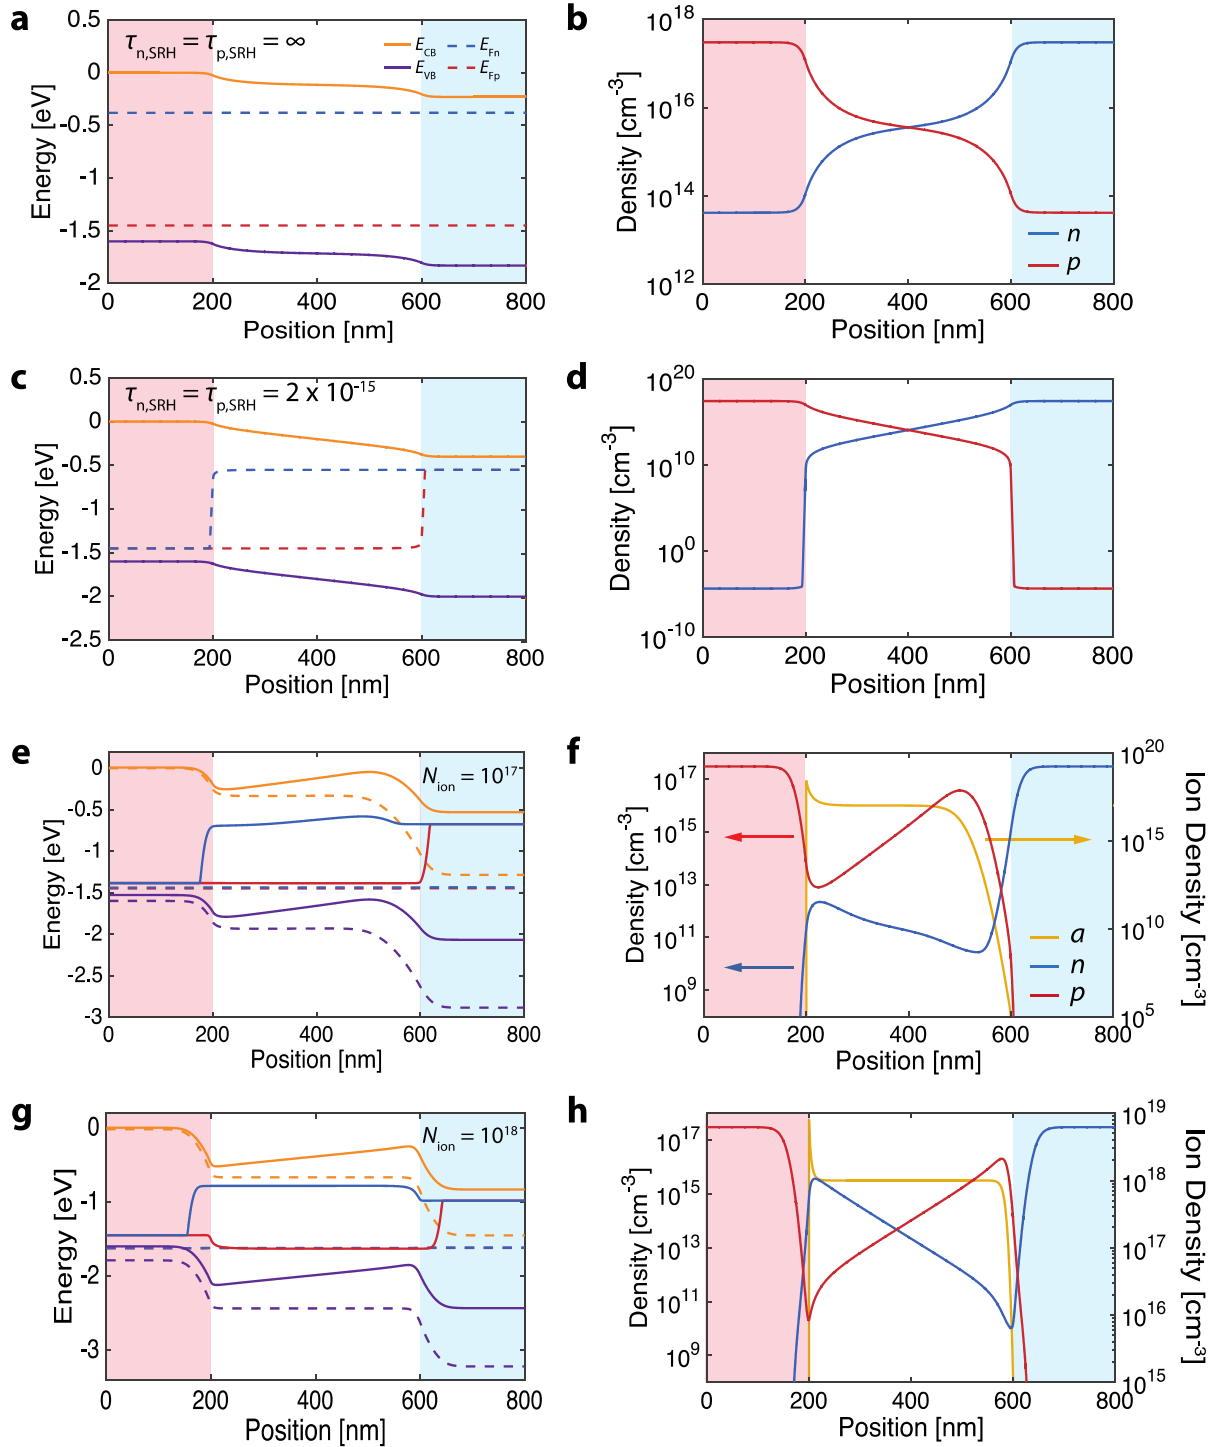 a
τn,SRH = τp,SRH = ∞
ECB
EFn
EVB
EFp
0.5
0
-0.5
-1
-1.5
-2
Energy [eV]
0 200 400 600 800
Position [nm]
b
10^18
10^16
10^14
10^12
Density [cm-3]
n
p
0 200 400 600 800
Position [nm]
c
τn,SRH = τp,SRH = 2 x 10-15
0.5
0
-0.5
-1
-1.5
-2
-2.5
Energy [eV]
0 200 400 600 800
Position [nm]
d
10^20
10^10
10^0
10^-10
Density [cm-3]
0 200 400 600 800
Position [nm]
e
Nion = 10^17
0
-0.5
-1
-1.5
-2
-2.5
-3
Energy [eV]
0 200 400 600 800
Position [nm]
f
10^17
10^15
10^13
10^11
10^9
Density [cm-3]
10^20
10^15
10^10
10^5
Ion Density [cm-3]
a
n
p
0 200 400 600 800
Position [nm]
g
Nion = 10^18
0
-1
-2
-3
Energy [eV]
0 200 400 600 800
Position [nm]
h
10^17
10^15
10^13
10^11
10^9
Density [cm-3]
10^19
10^18
10^17
10^16
10^15
Ion Density [cm-3]
0 200 400 600 800
Position [nm]